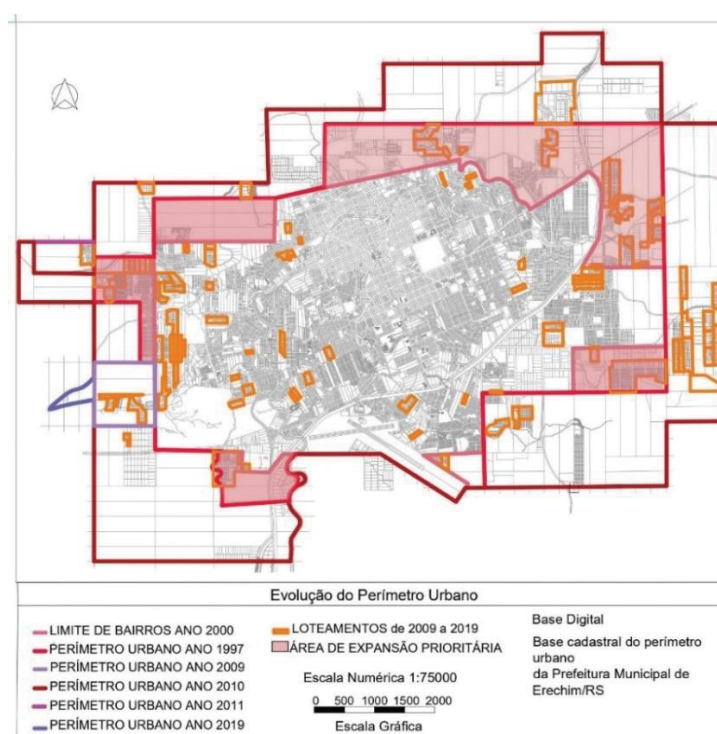 Evolução do Perímetro Urbano
LIMITE DE BAIRROS ANO 2000
PERÍMETRO URBANO ANO 1997
PERÍMETRO URBANO ANO 2009
PERÍMETRO URBANO ANO 2010
PERÍMETRO URBANO ANO 2011
PERÍMETRO URBANO ANO 2019
LOTEAMENTOS de 2009 a 2019
ÁREA DE EXPANSÃO PRIORITÁRIA
Escala Numérica 1:75000
0 500 1000 1500 2000
Escala Gráfica
Base Digital
Base cadastral do perímetro
urbano
da Prefeitura Municipal de
Erechim/RS